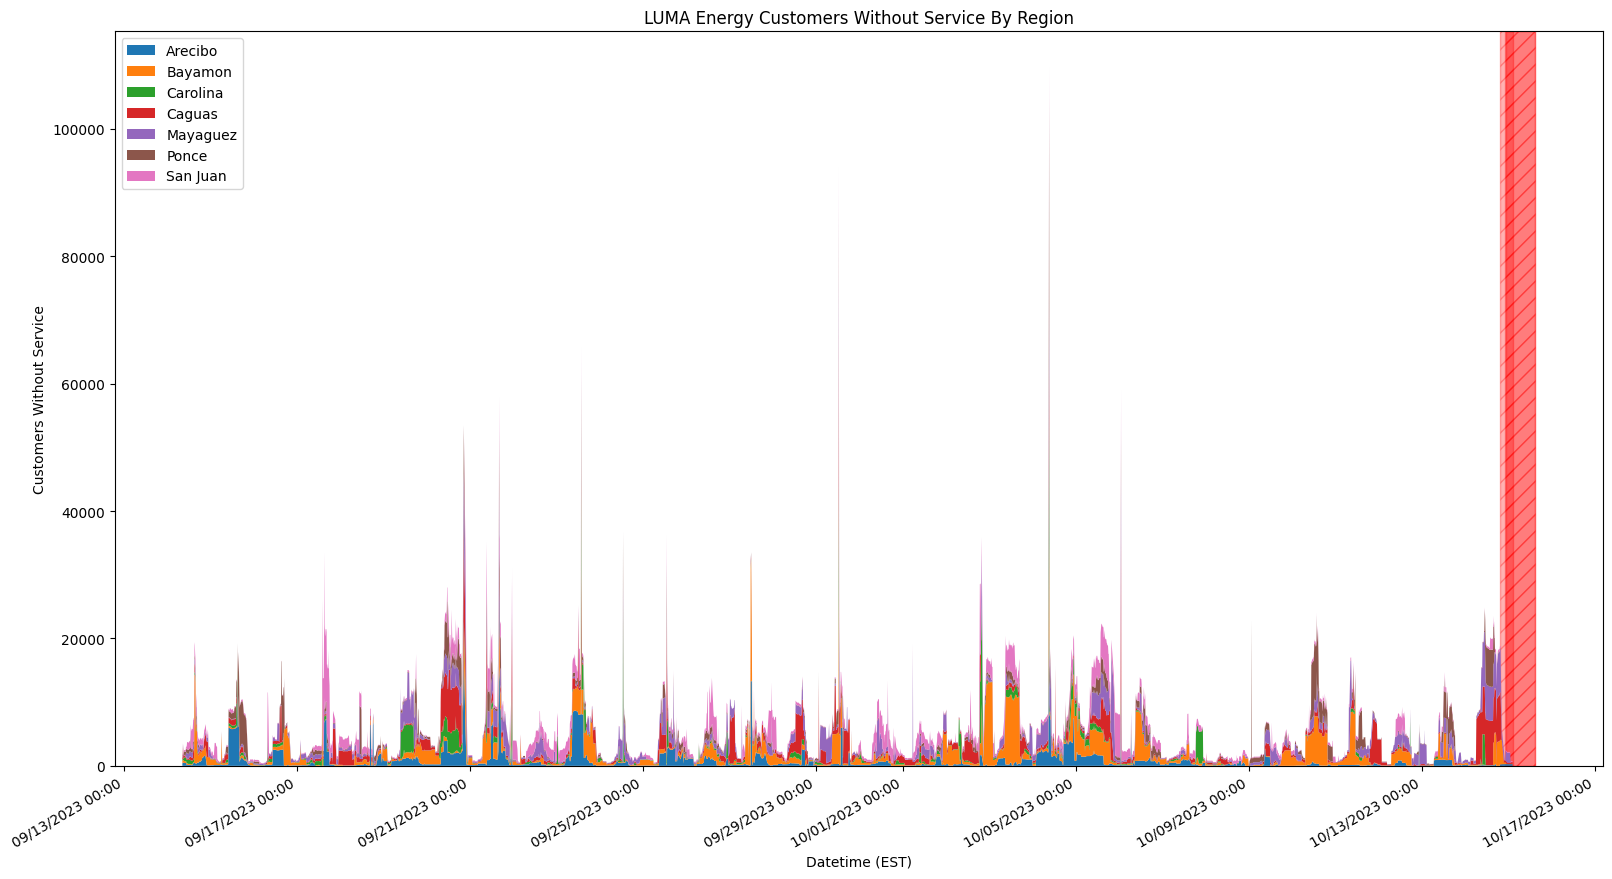 LUMA Energy Customers Without Service By Region
Arecibo
Bayamon
Carolina
Caguas
Mayaguez
Ponce
San Juan
100000
80000
60000
40000
20000
0
Customers Without Service
09/13/2023 00:00
09/17/2023 00:00
09/21/2023 00:00
09/25/2023 00:00
09/29/2023 00:00
10/01/2023 00:00
10/05/2023 00:00
10/09/2023 00:00
10/13/2023 00:00
10/17/2023 00:00
Datetime (EST)